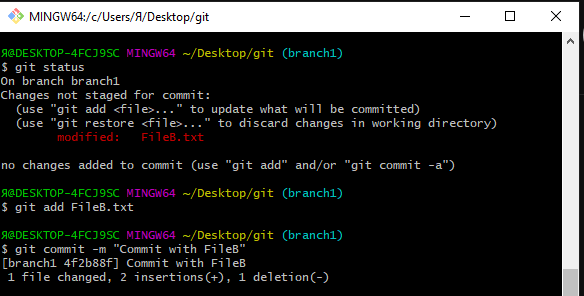 MINGW64:/c/Users/Я/Desktop/git
Я@DESKTOP-4FCJ9SC MINGW64 ~/Desktop/git (branch1)
$ git status
On branch branch1
Changes not staged for commit:
  (use "git add <file>..." to update what will be committed)
  (use "git restore <file>..." to discard changes in working directory)
        modified:   FileB.txt

no changes added to commit (use "git add" and/or "git commit -a")

Я@DESKTOP-4FCJ9SC MINGW64 ~/Desktop/git (branch1)
$ git add FileB.txt

Я@DESKTOP-4FCJ9SC MINGW64 ~/Desktop/git (branch1)
$ git commit -m "Commit with FileB"
[branch1 4f2b88f] Commit with FileB
 1 file changed, 2 insertions(+), 1 deletion(-)